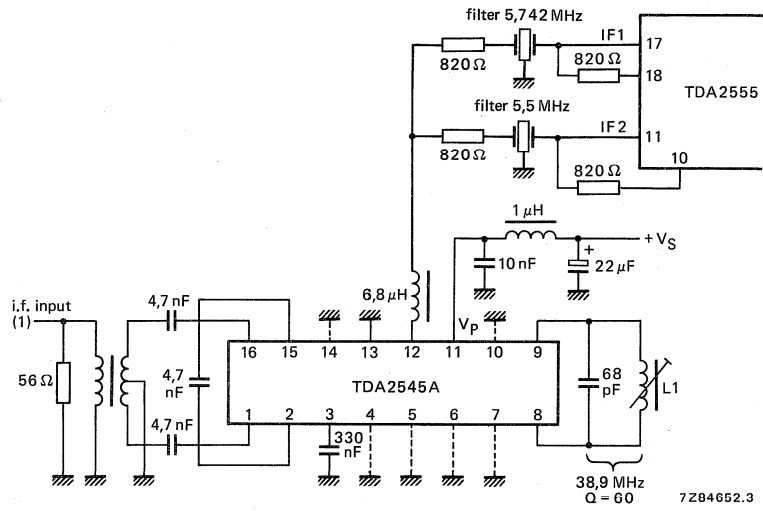 filter 5,742 MHz
IF1
17
820 Ω
820 Ω
18
TDA2555
filter 5,5 MHz
IF2
11
820 Ω
10
820 Ω
1 μH
+
+ VS
10 nF
22 μF
6,8 μH
i.f. input
(1)
4,7 nF
VP
16
15
14
13
12
11
10
9
56 Ω
4,7
nF
TDA2545A
68
pF
L1
1
2
3
4
5
6
7
8
4,7 nF
330
nF
38,9 MHz
Q = 60
7Z84652.3